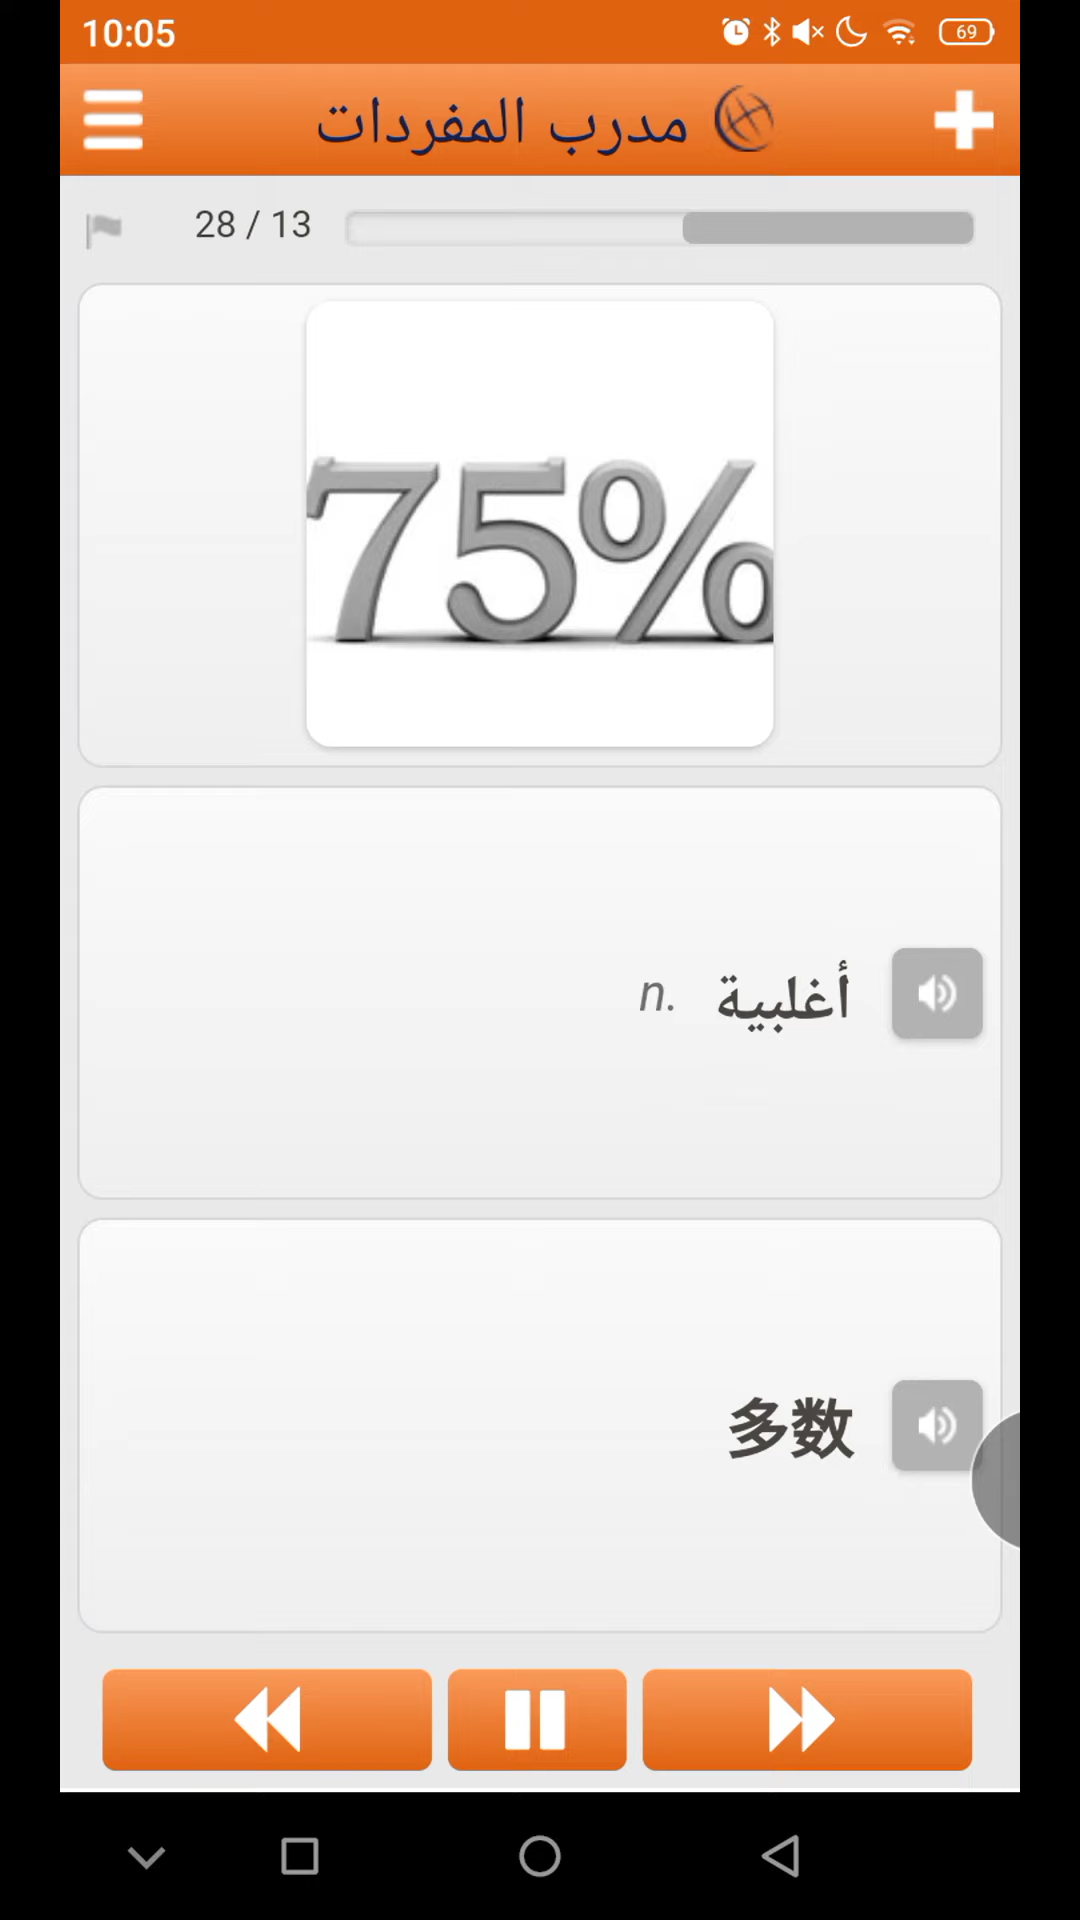 10:05
69
مدرب المفردات
28 / 13
75%
أغلبية n.
多数